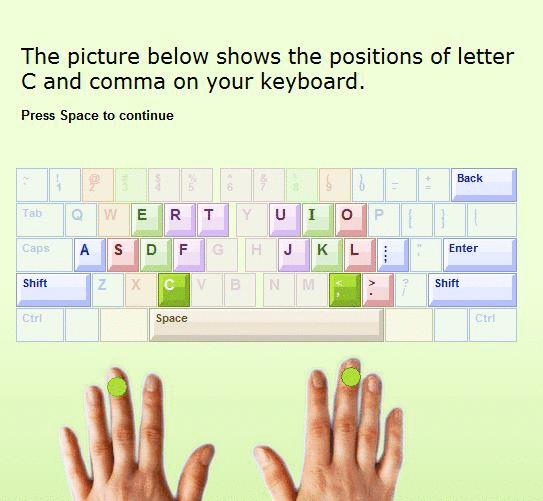 The picture below shows the positions of letter
C and comma on your keyboard.
Press Space to continue
~ ! @ # $ % ^ & * ( ) _ + Back
` 1 2 3 4 5 6 7 8 9 0 - =
Tab Q W E R T Y U I O P { } |
[ ] \
Caps A S D F G H J K L : " Enter
; '
Shift Z X C V B N M < > ? Shift
, . /
Ctrl Space Ctrl